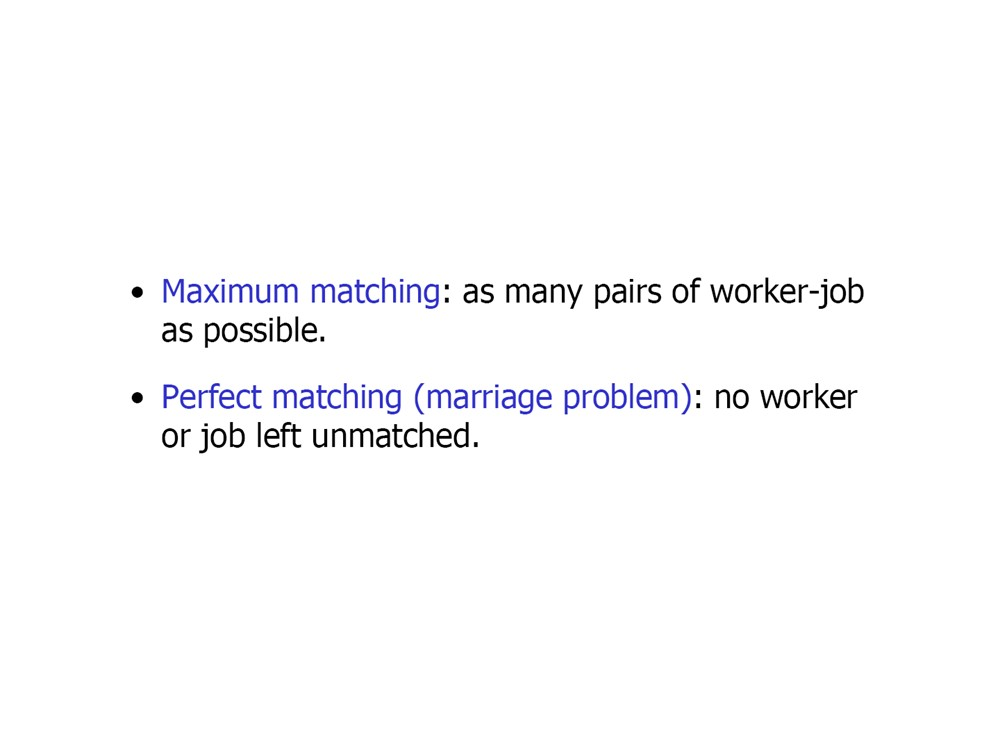 • Maximum matching: as many pairs of worker-job
as possible.
• Perfect matching (marriage problem): no worker
or job left unmatched.